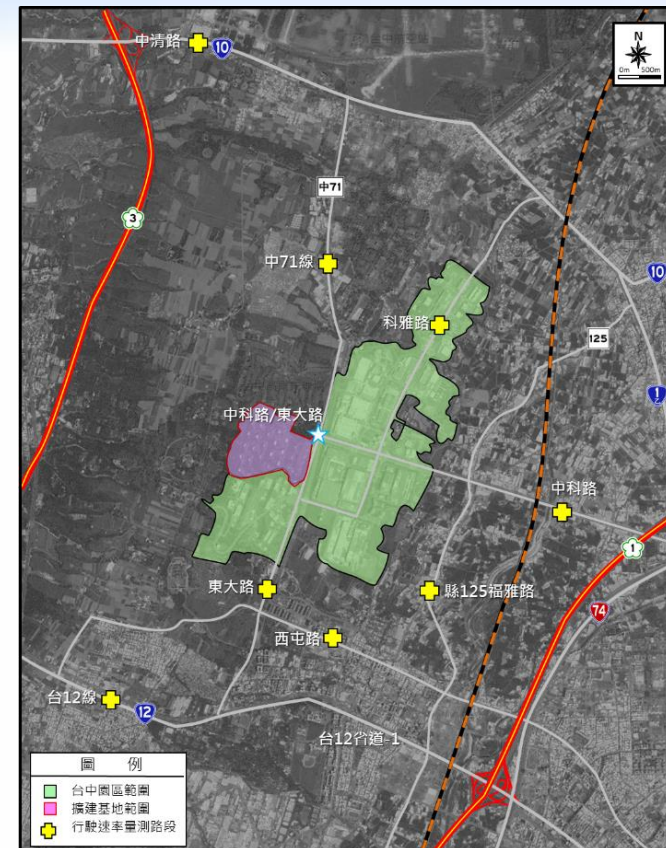 中清路
10
N
0m 500m
中71
3
中71線
10
科雅路
125
1
中科路/東大路
中科路
1
東大路
縣125福雅路
74
西屯路
台12線
12
台12省道-1
圖 例
台中園區範圍
擴建基地範圍
行駛速率量測路段